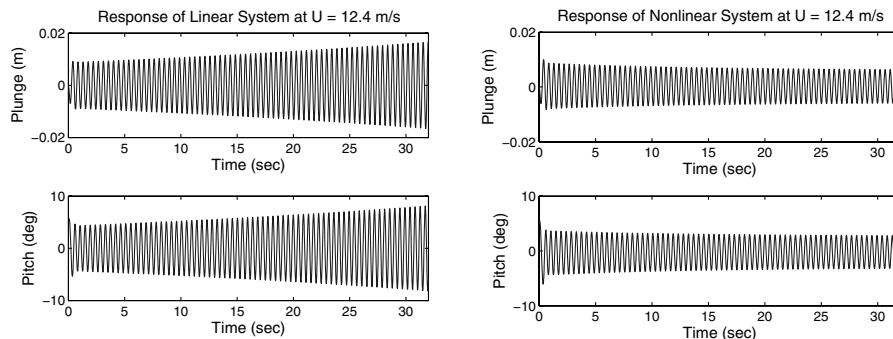 Response of Linear System at U = 12.4 m/s
0.02
0
−0.02
Plunge (m)
0 5 10 15 20 25 30
Time (sec)
10
0
−10
Pitch (deg)
0 5 10 15 20 25 30
Time (sec)
Response of Nonlinear System at U = 12.4 m/s
0.02
0
−0.02
Plunge (m)
0 5 10 15 20 25 30
Time (sec)
10
0
−10
Pitch (deg)
0 5 10 15 20 25 30
Time (sec)